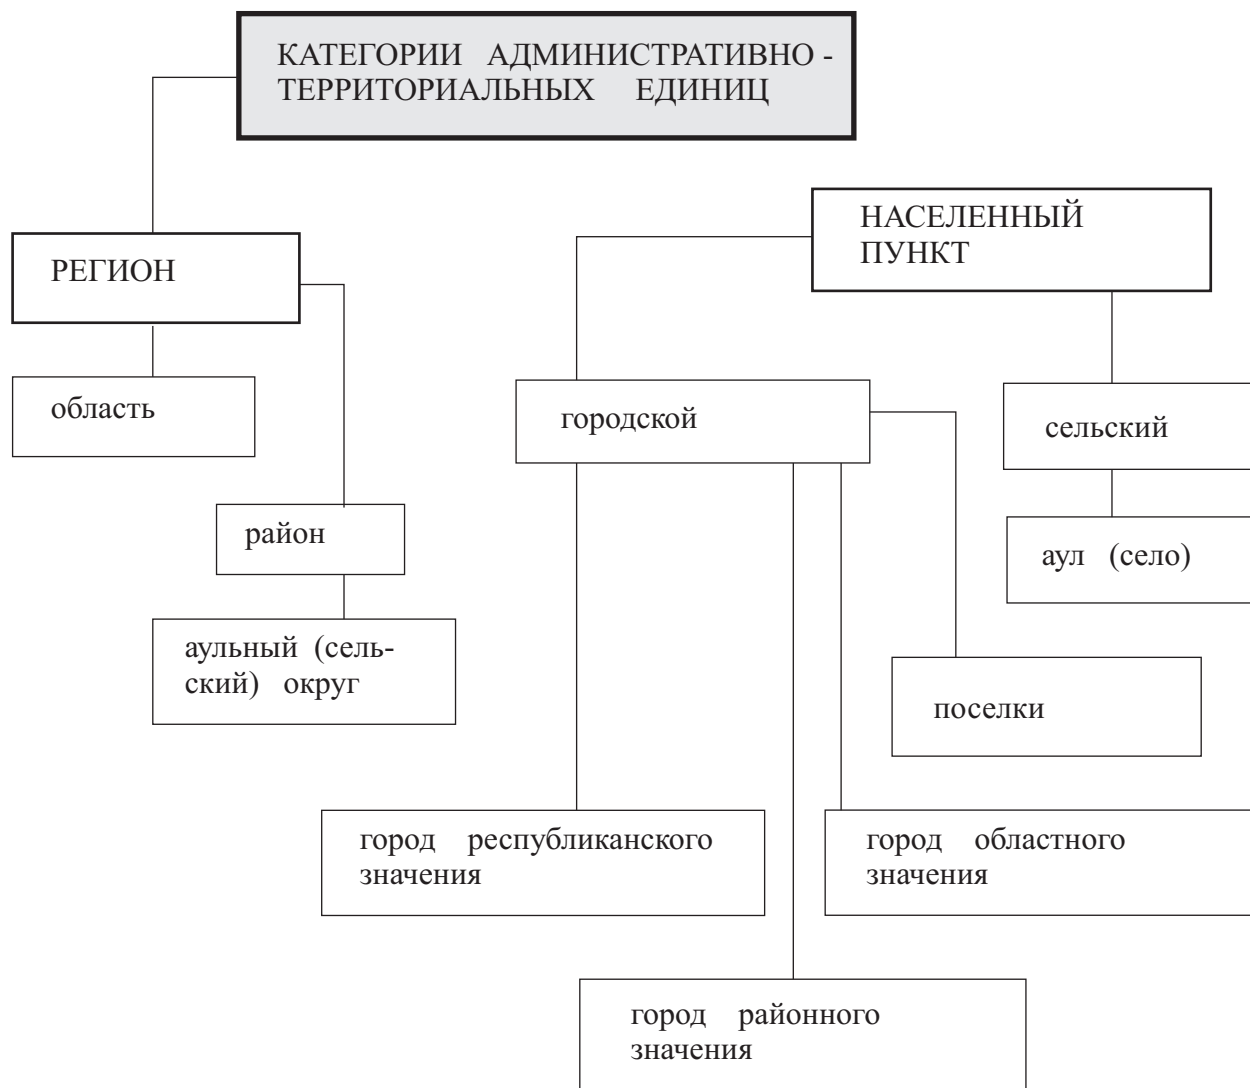 КАТЕГОРИИ АДМИНИСТРАТИВНО -
ТЕРРИТОРИАЛЬНЫХ ЕДИНИЦ
НАСЕЛЕННЫЙ
ПУНКТ
РЕГИОН
область
городской
сельский
район
аул (село)
аульный (сель-
ский) округ
поселки
город республиканского
значения
город областного
значения
город районного
значения